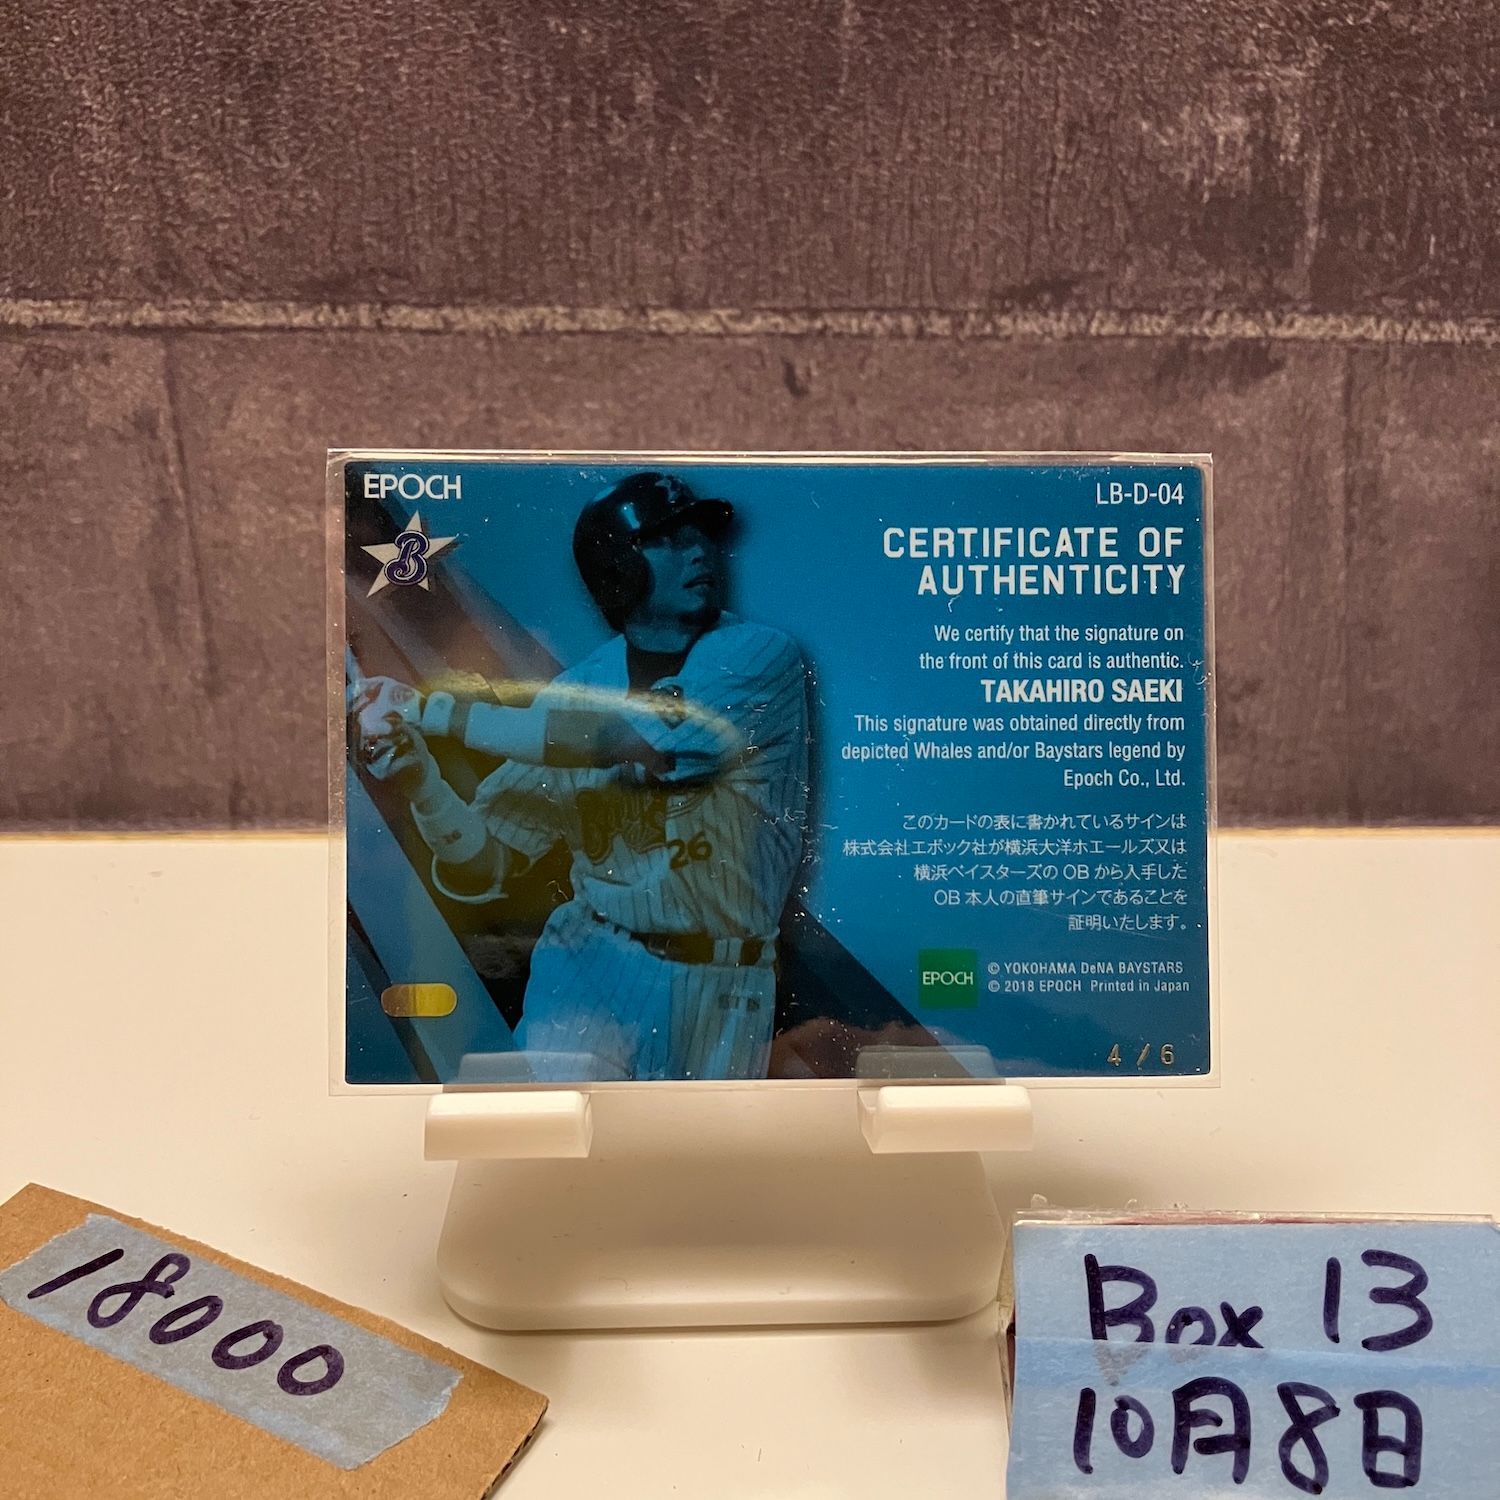 EPOCH
B
LB-D-04
CERTIFICATE OF
AUTHENTICITY
We certify that the signature on
the front of this card is authentic.
TAKAHIRO SAEKI
This signature was obtained directly from
depicted Whales and/or Baystars legend by
Epoch Co., Ltd.
このカードの表に書かれているサインは
株式会社エポック社が横浜大洋ホエールズ又は
横浜ベイスターズの OB から入手した
OB 本人の直筆サインであることを
証明いたします。
26
EPOCH
© YOKOHAMA DeNA BAYSTARS
© 2018 EPOCH Printed in Japan
4 / 6
18000
Box 13
10月8日